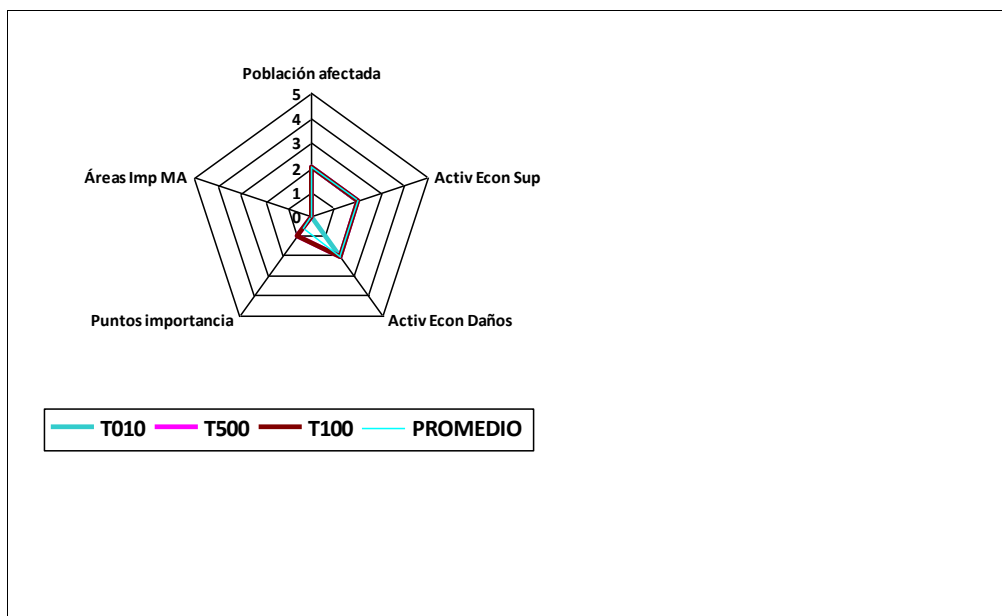 Población afectada
5
4
3
2
1
0
Áreas Imp MA
Activ Econ Sup
Puntos importancia
Activ Econ Daños
T010 T500 T100 PROMEDIO